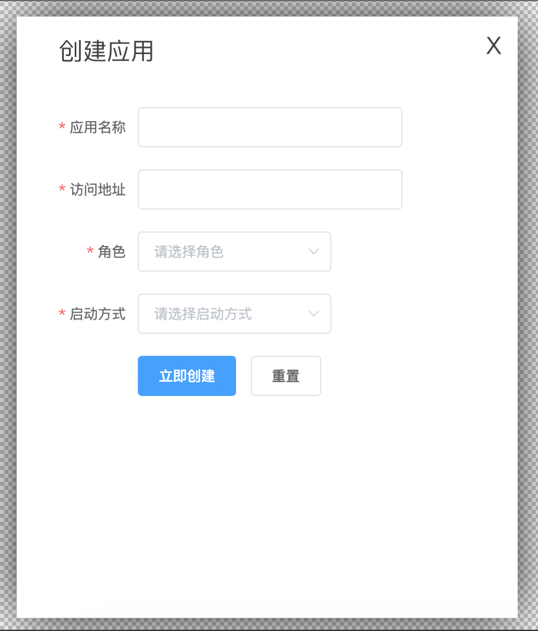 创建应用 X
* 应用名称
* 访问地址
* 角色 请选择角色
* 启动方式 请选择启动方式
立即创建 重置